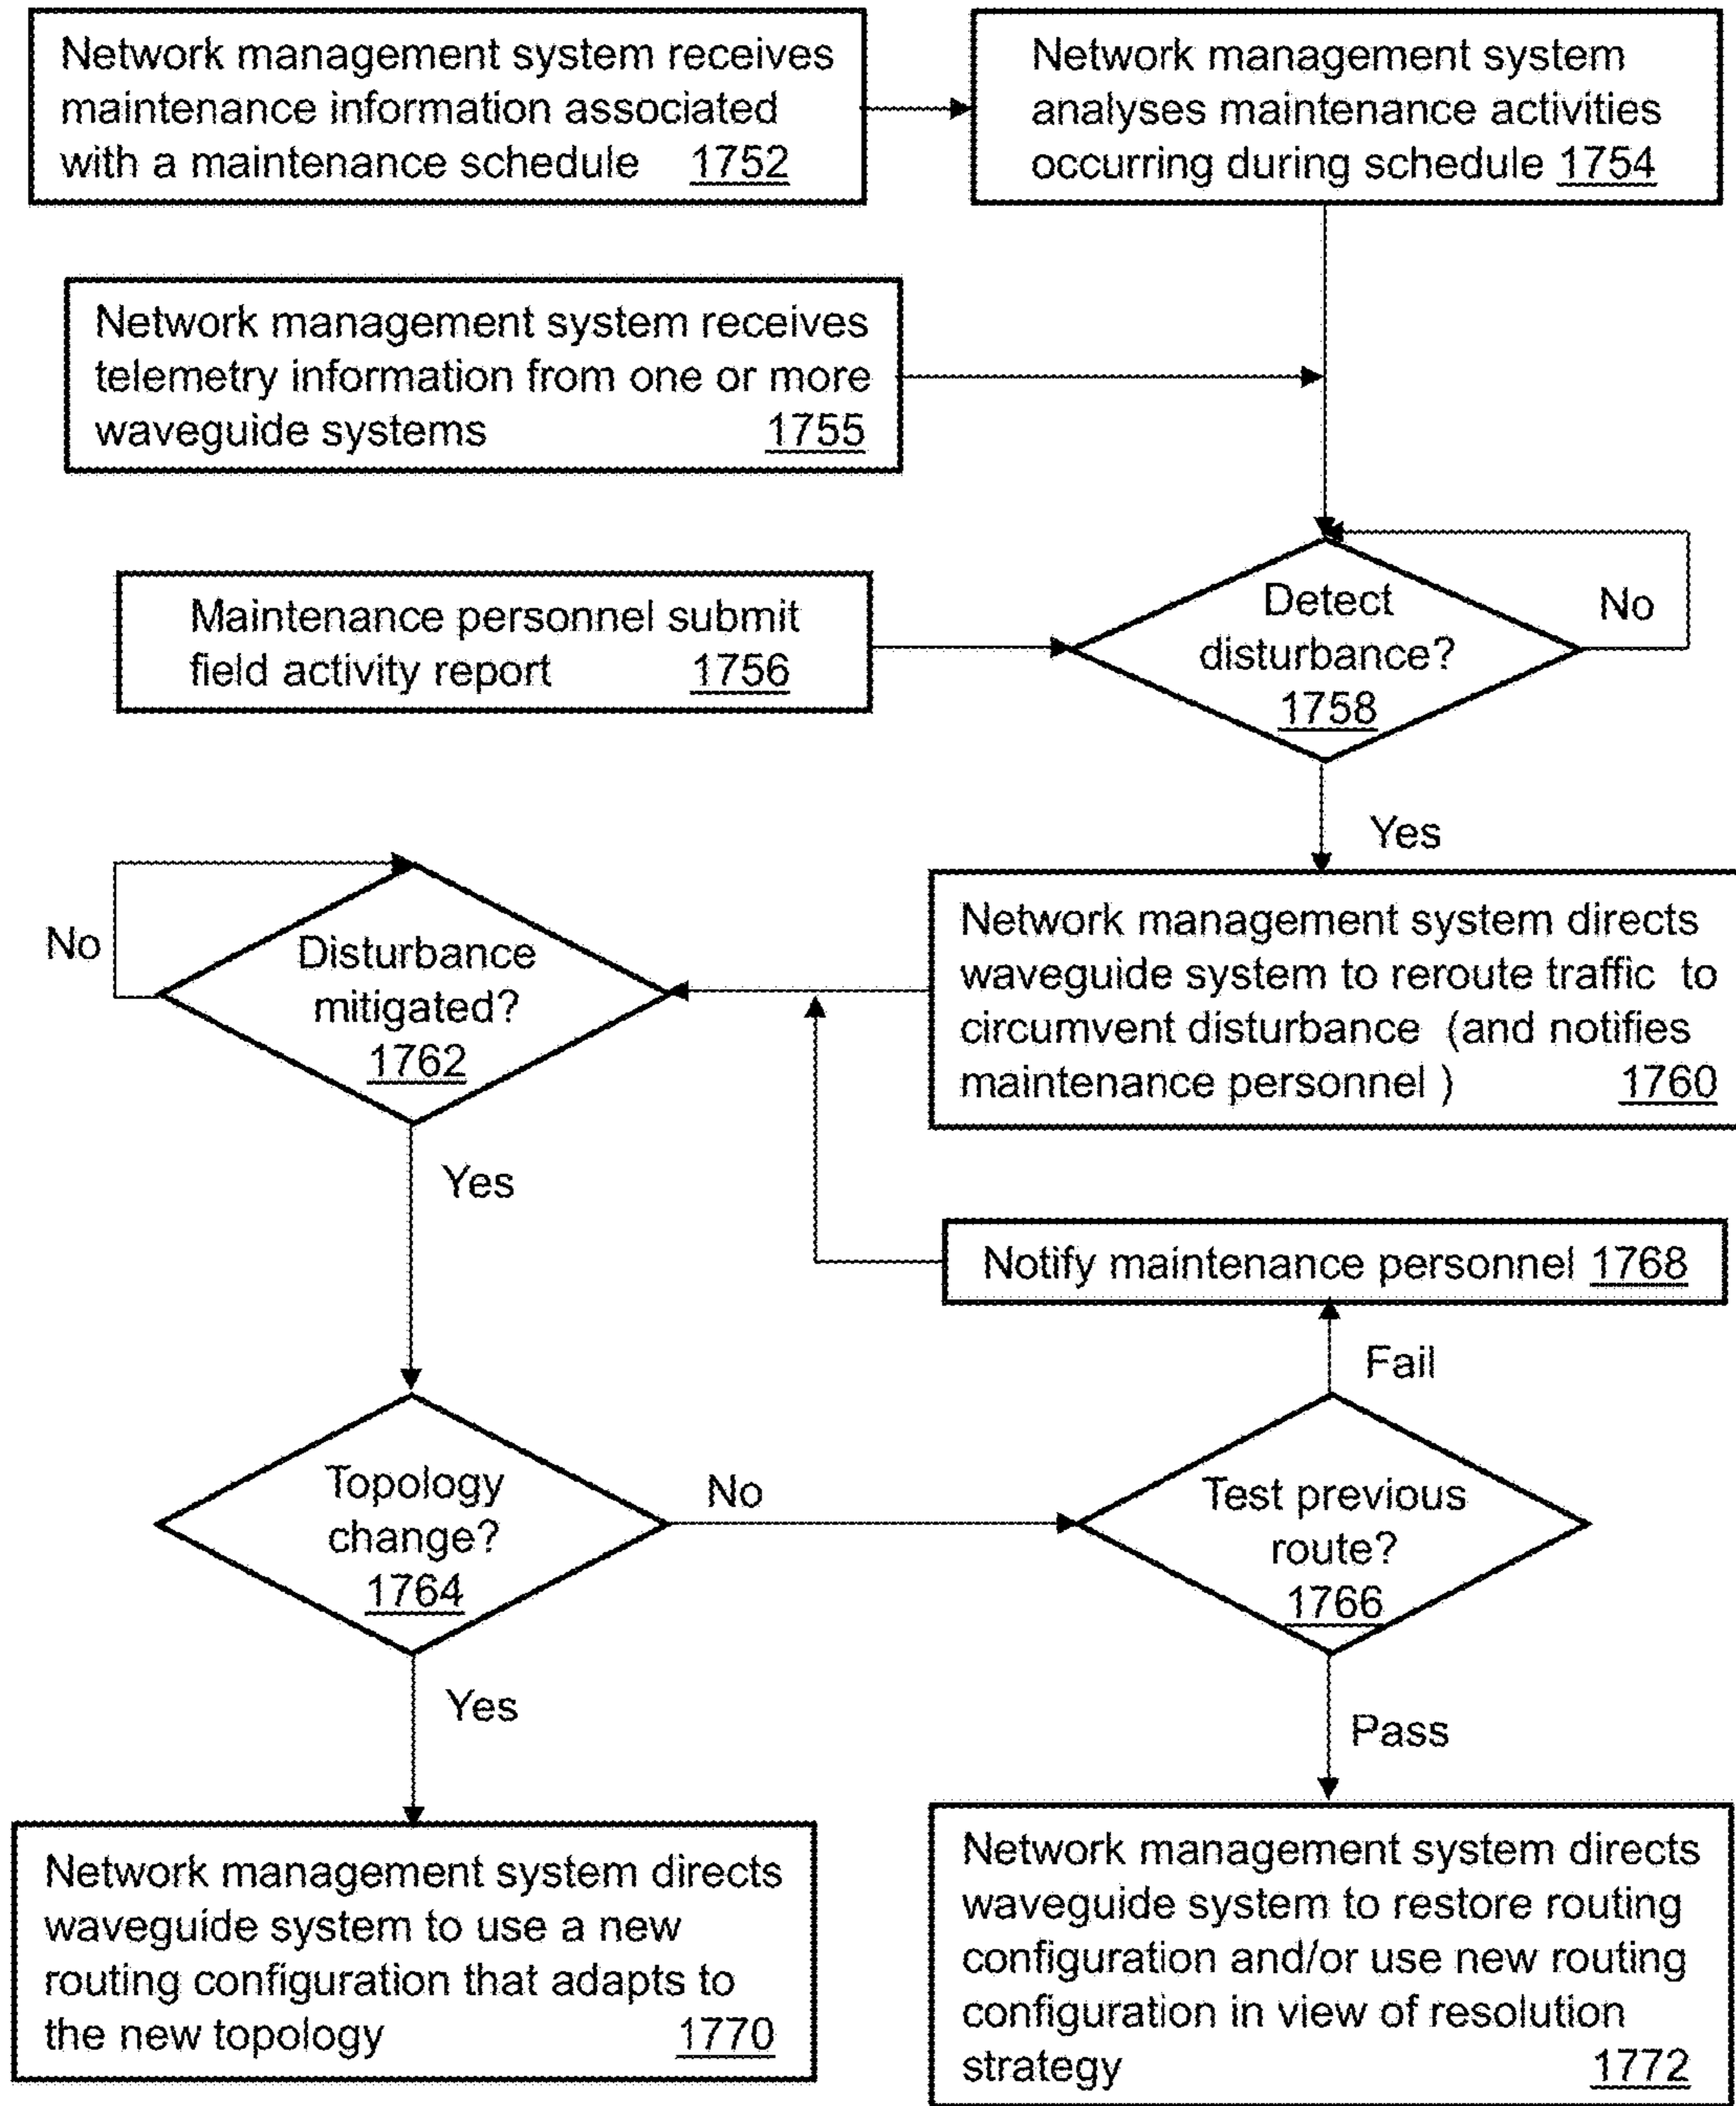 Network management system receives
maintenance information associated
with a maintenance schedule 1752
Network management system
analyses maintenance activities
occurring during schedule 1754
Network management system receives
telemetry information from one or more
waveguide systems 1755
Maintenance personnel submit
field activity report 1756
Detect
disturbance?
1758
No
Yes
Network management system directs
waveguide system to reroute traffic to
circumvent disturbance (and notifies
maintenance personnel ) 1760
Disturbance
mitigated?
1762
No
Yes
Notify maintenance personnel 1768
Fail
Topology
change?
1764
No
Test previous
route?
1766
Yes
Pass
Network management system directs
waveguide system to use a new
routing configuration that adapts to
the new topology 1770
Network management system directs
waveguide system to restore routing
configuration and/or use new routing
configuration in view of resolution
strategy 1772